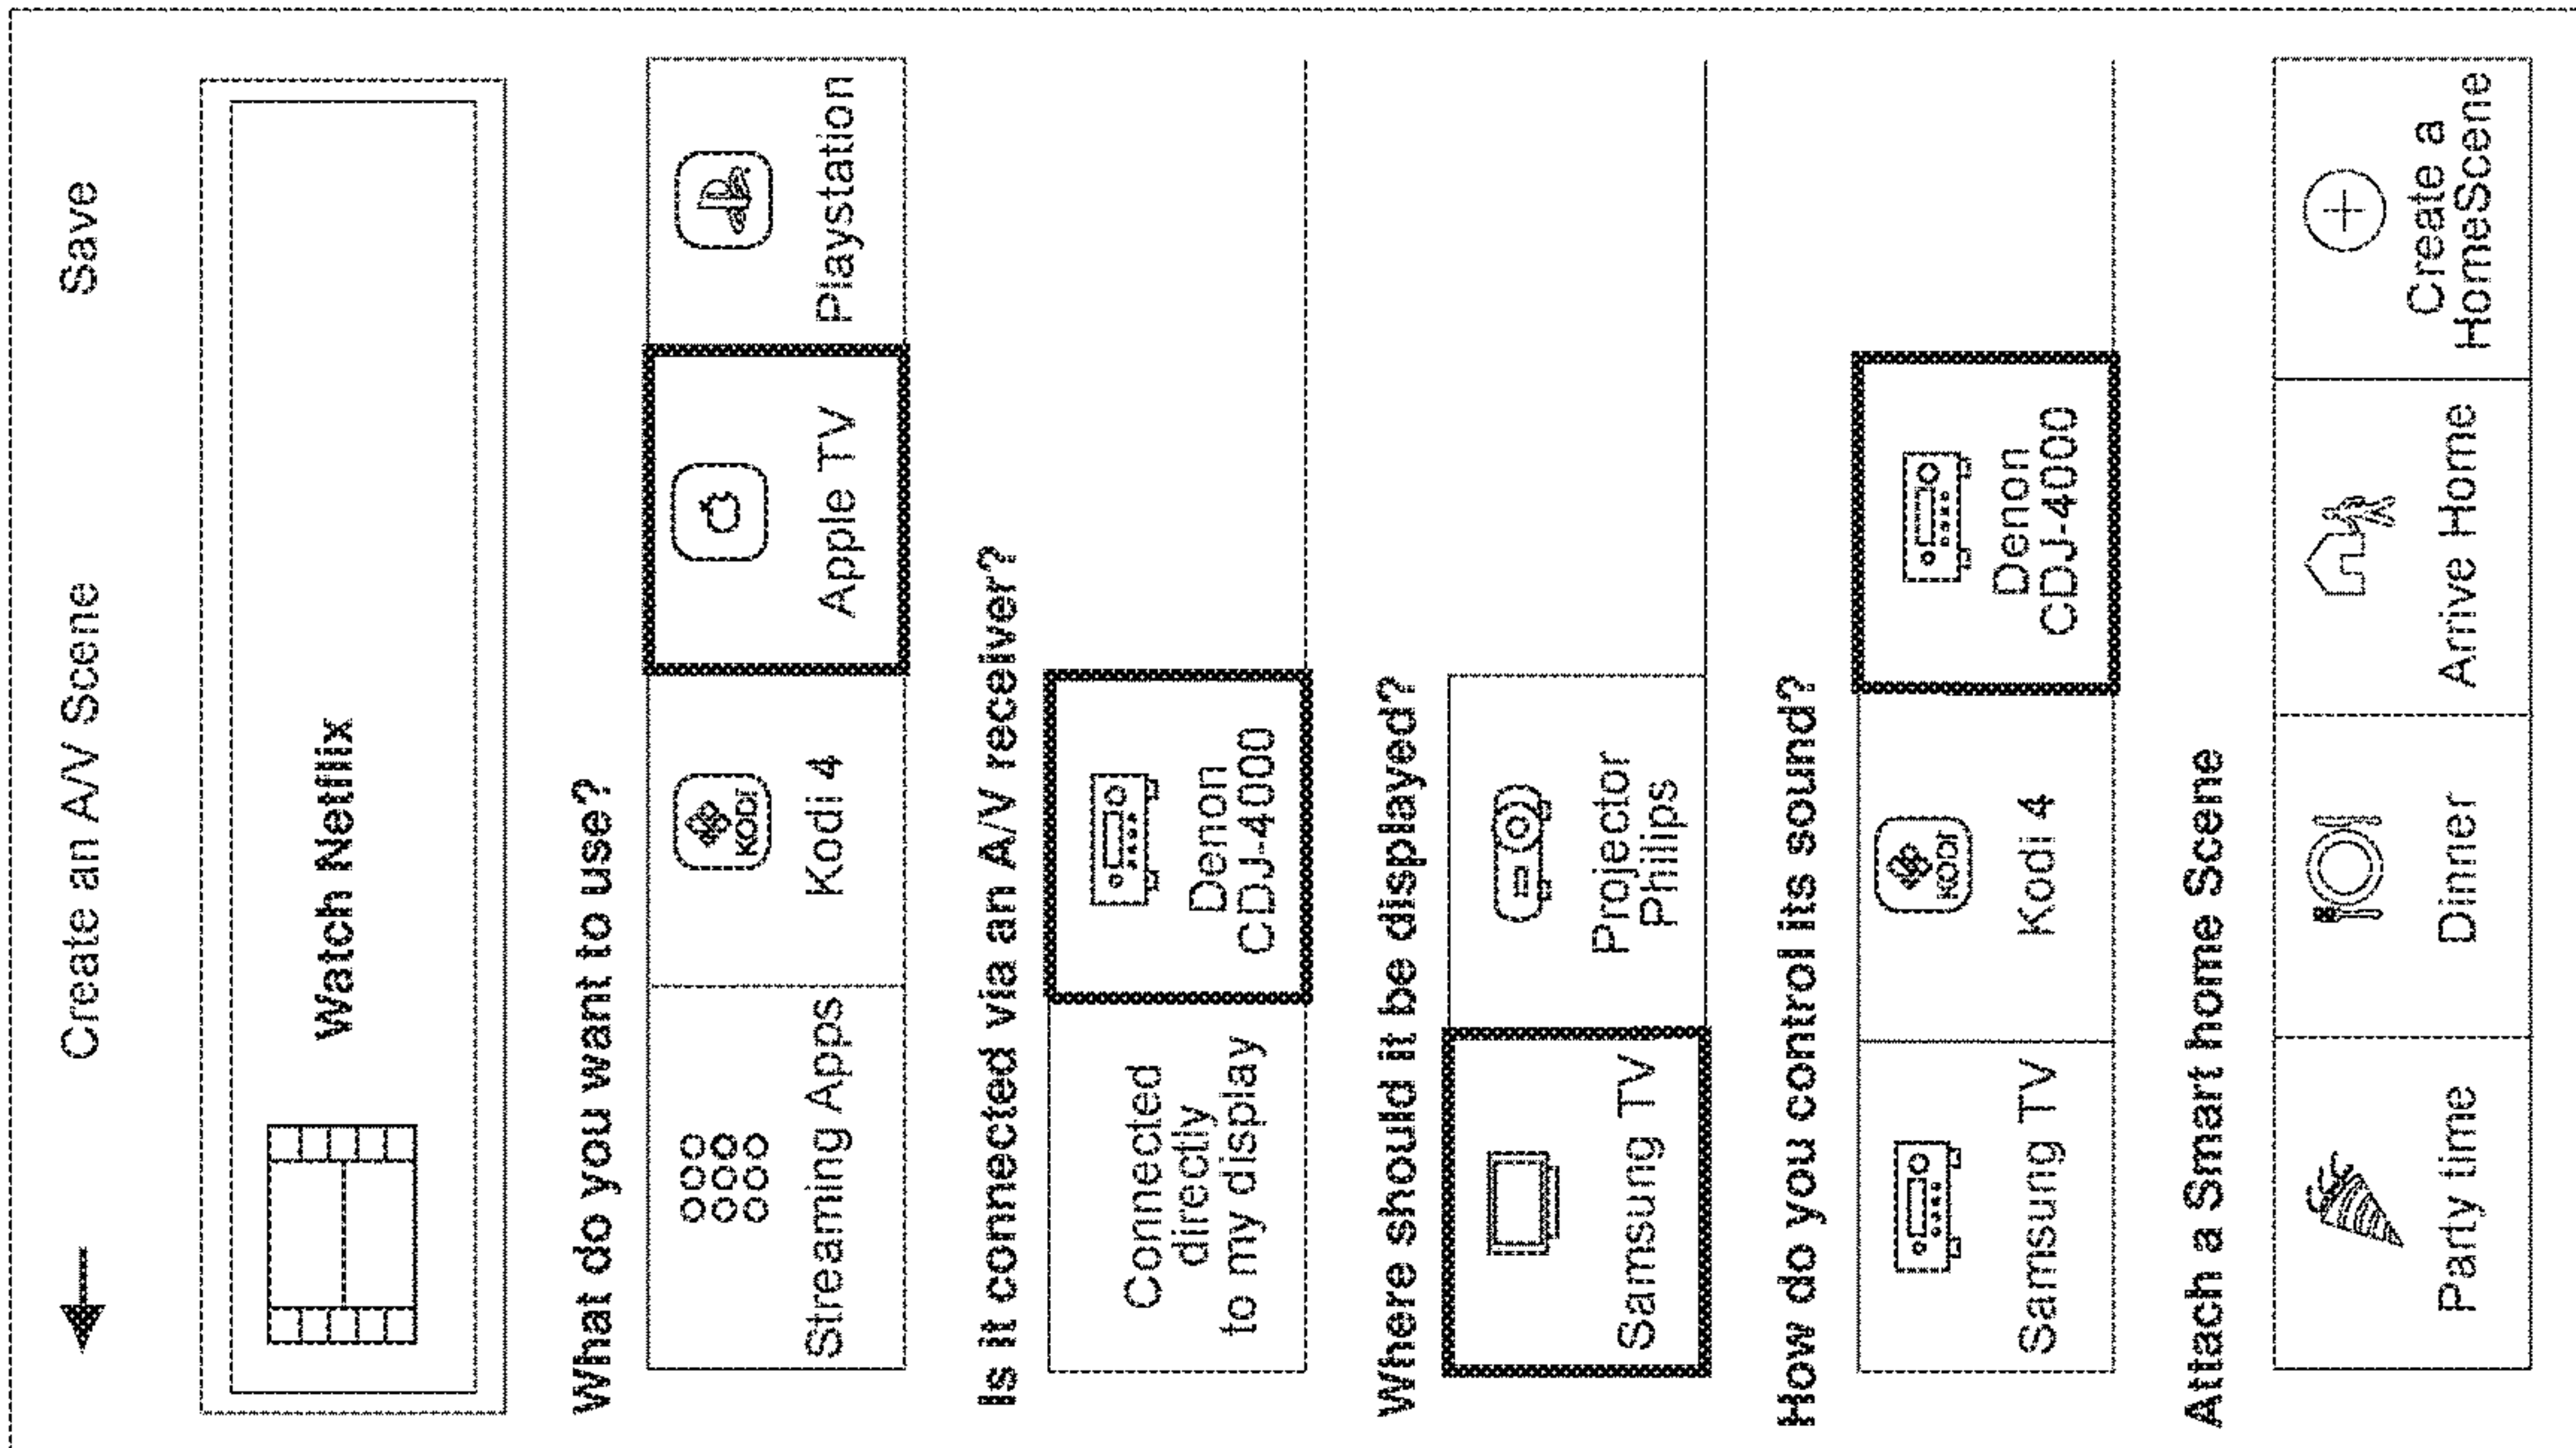 Create an A/V Scene
Save
Watch Netflix
What do you want to use?
Streaming Apps
KODI
Kodi 4
Apple TV
Playstation
Is it connected via an A/V receiver?
Connected
directly
to my display
Denon
CDJ-4000
Where should it be displayed?
Samsung TV
Projector
Philips
How do you control its sound?
Samsung TV
KODI
Kodi 4
Denon
CDJ-4000
Attach a Smart home Scene
Party time
Dinner
Arrive Home
Create a
HomeScene